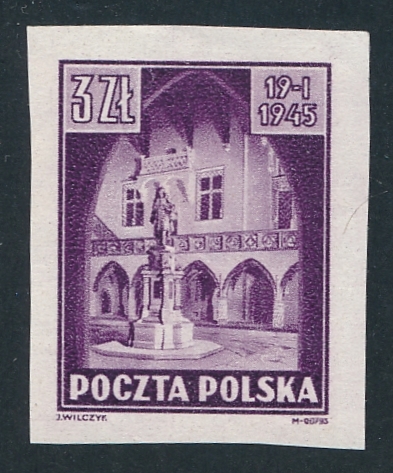 3 ZŁ
19-I
1945
POCZTA POLSKA
J. WILCZYK